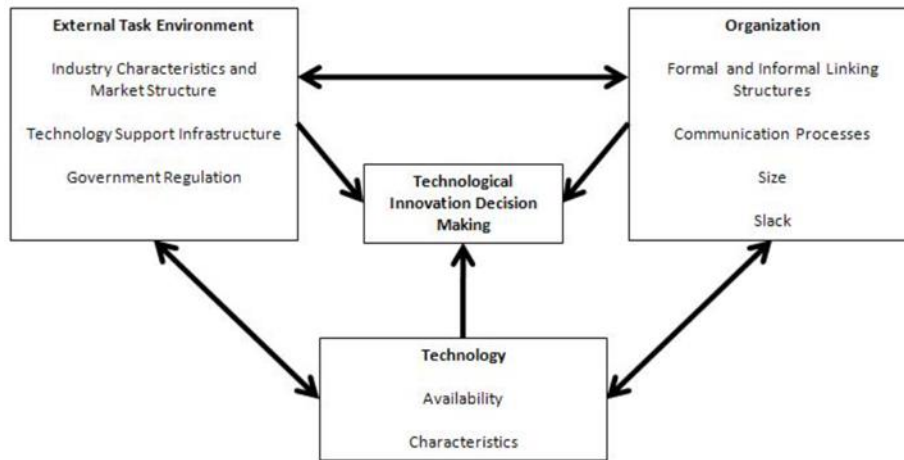 External Task Environment
Industry Characteristics and
Market Structure
Technology Support Infrastructure
Government Regulation
Organization
Formal and Informal Linking
Structures
Communication Processes
Size
Slack
Technological
Innovation Decision
Making
Technology
Availability
Characteristics